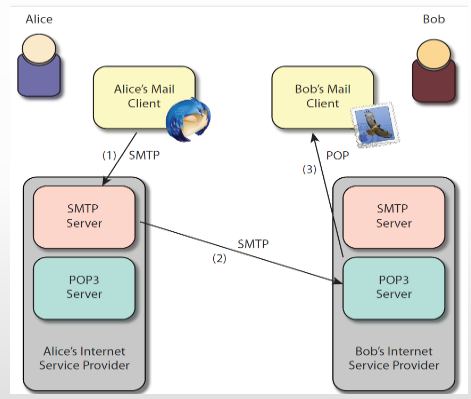 Alice
Bob
Alice's Mail
Client
Bob's Mail
Client
(1)
SMTP
POP
(3)
SMTP
Server
SMTP
Server
SMTP
(2)
POP3
Server
POP3
Server
Alice's Internet
Service Provider
Bob's Internet
Service Provider